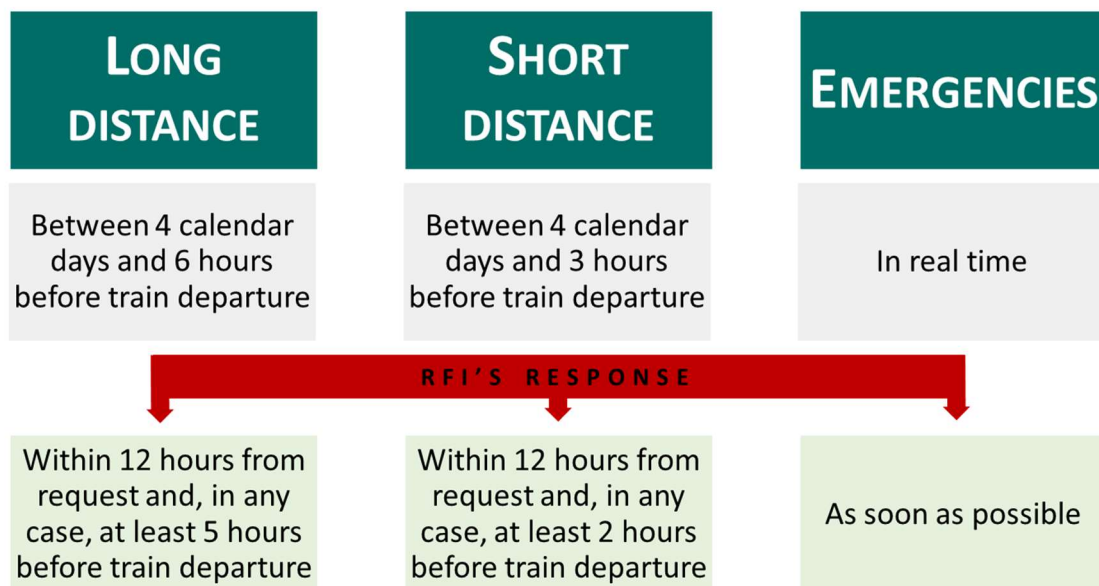 LONG
DISTANCE
SHORT
DISTANCE
EMERGENCIES
Between 4 calendar
days and 6 hours
before train departure
Between 4 calendar
days and 3 hours
before train departure
In real time
RFI'S RESPONSE
Within 12 hours from
request and, in any
case, at least 5 hours
before train departure
Within 12 hours from
request and, in any
case, at least 2 hours
before train departure
As soon as possible